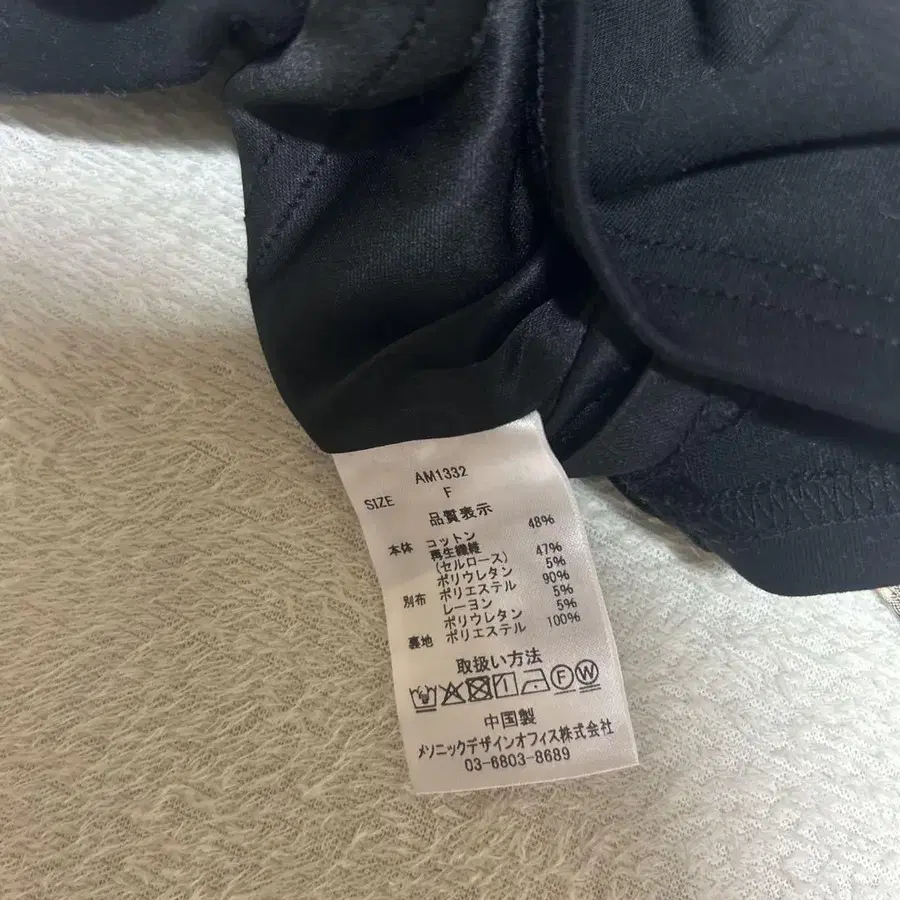 AM1332
SIZE F
品質表示
本体 コットン 48%
再生繊維
(セルロース) 47%
ポリウレタン 5%
別布 ポリエステル 90%
レーヨン 5%
ポリウレタン 5%
裏地 ポリエステル 100%
取扱い方法
F W
中国製
メソニックデザインオフィス株式会社
03-6803-8689